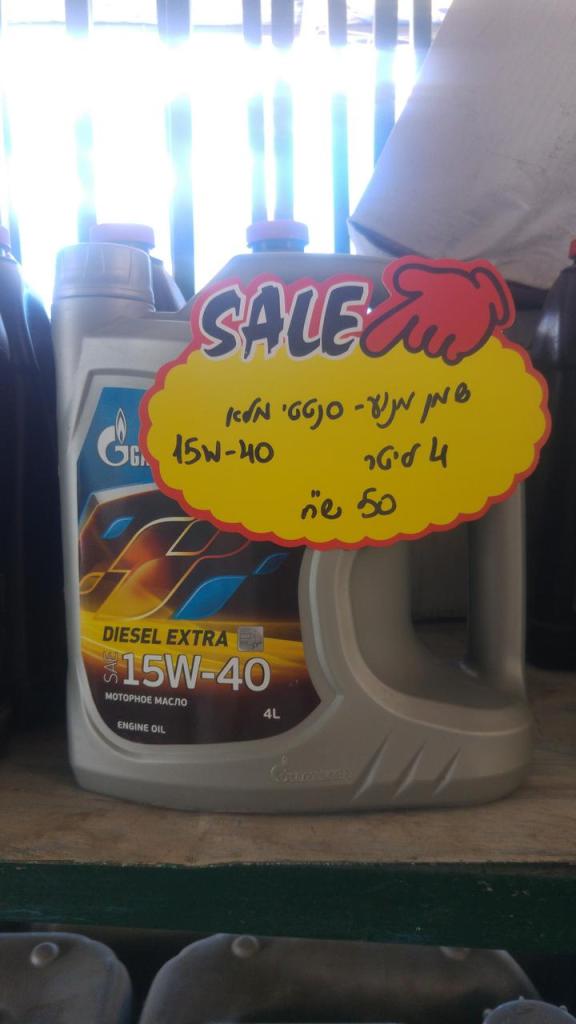 SALE
שמן מנוע - סנטטי מלא
15W-40 4 ליטר
50 ש"ח
DIESEL EXTRA
SAE 15W-40
МОТОРНОЕ МАСЛО
4L
ENGINE OIL